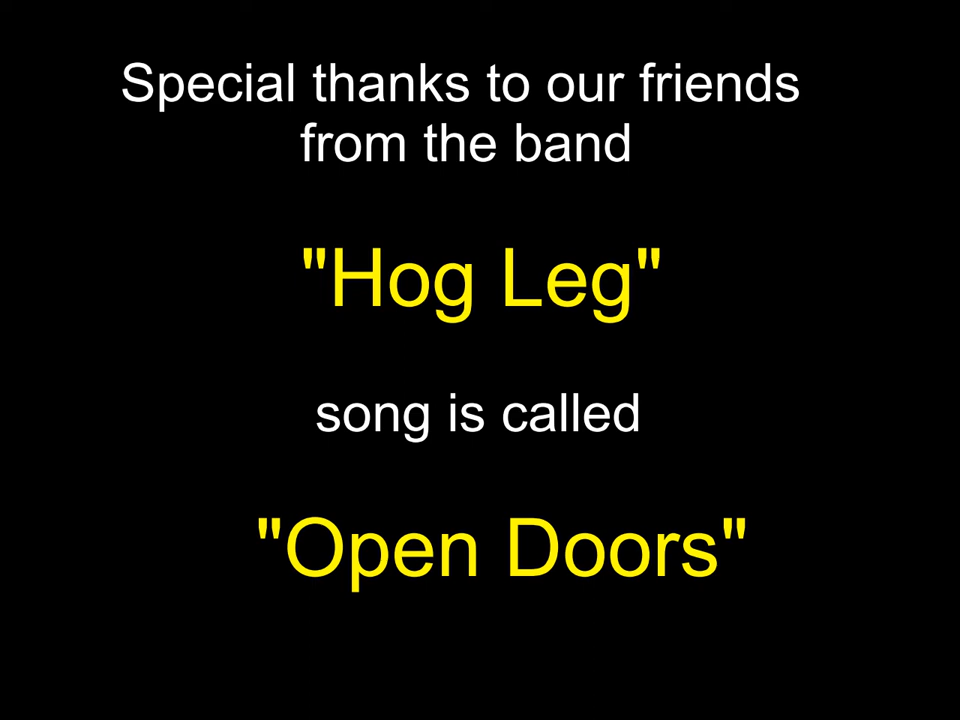 Special thanks to our friends
from the band
"Hog Leg"
song is called
"Open Doors"